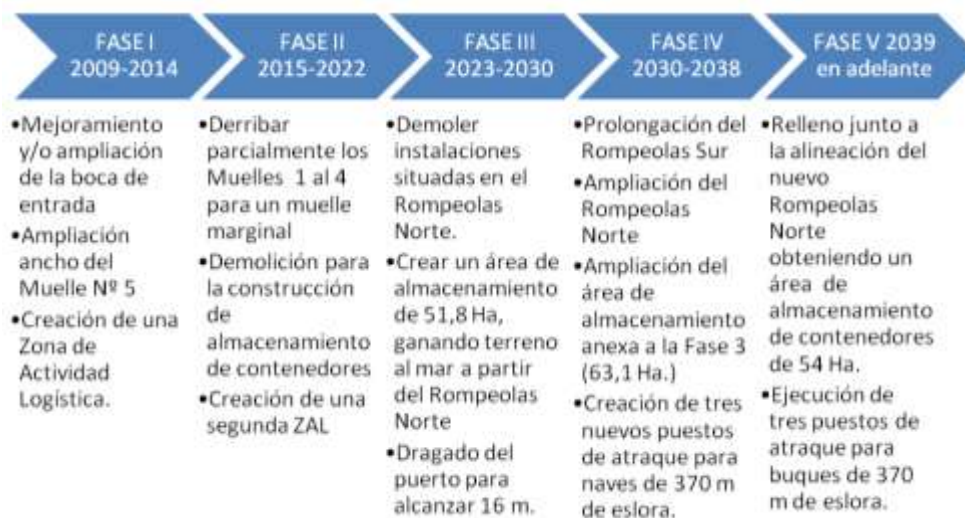 FASE I
2009-2014
•Mejoramiento
y/o ampliación
de la boca de
entrada
•Ampliación
ancho del
Muelle Nº 5
•Creación de una
Zona de
Actividad
Logística.
FASE II
2015-2022
•Derribar
parcialmente los
Muelles 1 al 4
para un muelle
marginal
•Demolición para
la construcción
de
almacenamiento
de contenedores
•Creación de una
segunda ZAL
FASE III
2023-2030
•Demoler
instalaciones
situadas en el
Rompeolas
Norte.
•Crear un área de
almacenamiento
de 51,8 Ha,
ganando terreno
al mar a partir
del Rompeolas
Norte
•Dragado del
puerto para
alcanzar 16 m.
FASE IV
2030-2038
•Prolongación del
Rompeolas Sur
•Ampliación del
Rompeolas
Norte
•Ampliación del
área de
almacenamiento
anexa a la Fase 3
(63,1 Ha.)
•Creación de tres
nuevos puestos
de atraque para
naves de 370 m
de eslora.
FASE V 2039
en adelante
•Relleno junto a
la alineación del
nuevo
Rompeolas
Norte
obteniendo un
área de
almacenamiento
de contenedores
de 54 Ha.
•Ejecución de
tres puestos de
atraque para
buques de 370
m de eslora.